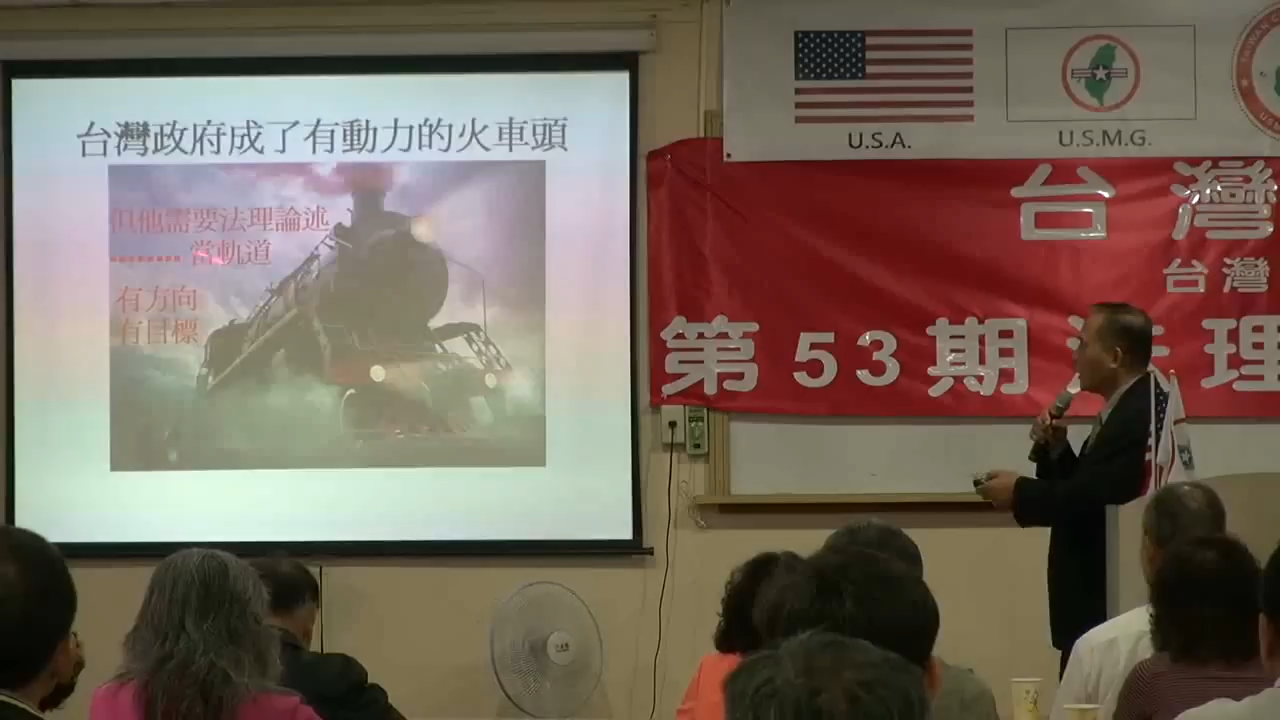 台灣政府成了有動力的火車頭
但他需要法理論述
........ 當軌道
有方向
有目標
U.S.A.
U.S.M.G.
台灣
台灣
第53期法理